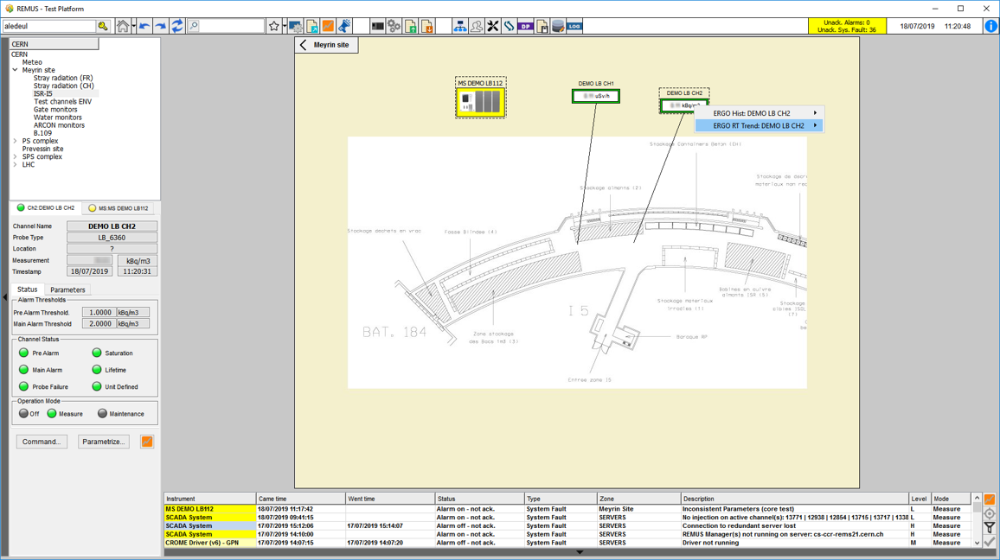 REMUS - Test Platform
aledeul
DP
LOG
Unack. Alarms: 0
Unack. Sys. Fault: 36
18/07/2019 11:20:48
CERN
CERN
Meteo
Meyrin site
Stray radiation (FR)
Stray radiation (CH)
ISR-I5
Test channels ENV
Gate monitors
Water monitors
ARCON monitors
B.109
PS complex
Prevessin site
SPS complex
LHC
Ch2:DEMO LB CH2 MS:MS DEMO LB112
Channel Name DEMO LB CH2
Probe Type LB_6360
Location ?
Measurement kBq/m3
Timestamp 18/07/2019 11:20:31
Status Parameters
Alarm Thresholds
Pre Alarm Threshold. 1.0000 kBq/m3
Main Alarm Threshold 2.0000 kBq/m3
Channel Status
Pre Alarm Saturation
Main Alarm Lifetime
Probe Failure Unit Defined
Operation Mode
Off Measure Maintenance
Command... Parametrize...
Meyrin site
MS DEMO LB112
DEMO LB CH1
uSv/h
DEMO LB CH2
kBq/m3
ERGO Hist: DEMO LB CH2
ERGO RT Trend: DEMO LB CH2
Stockage Containers Beton (CH)
Stockage de
Stockage aimants (2)
Stockage dechets en vrac
Fosse Blindee (4)
Bobines en cuivre
aimants ISR (5)
Stockage materiaux
irradies (1)
Stockage
(7)
I 5
BAT. 184
Zone stockage
des Bacs 1m3 (3)
Baroque RP
Entree zone I5
Instrument Came time Went time Status Type Zone Description Level Mode
MS DEMO LB112 18/07/2019 11:17:42 Alarm on - not ack. System Fault Meyrin Site Inconsistent Parameters (core test) L Measure
SCADA System 18/07/2019 09:41:15 Alarm on - not ack. System Fault SERVERS No injection on active channel(s): 13771 | 12938 | 12854 | 13715 | 13717 | 1338 L Measure
SCADA System 17/07/2019 15:12:06 17/07/2019 15:14:07 Alarm off - not ack. System Fault SERVERS Connection to redundant server lost H Measure
SCADA System 17/07/2019 14:10:00 Alarm on - not ack. System Fault SERVERS REMUS Manager(s) not running on server: cs-ccr-rems21.cern.ch H Measure
CROME Driver (v6) - GPN 17/07/2019 14:07:15 17/07/2019 14:07:20 Alarm off - not ack. System Fault SERVERS Driver not running M Measure